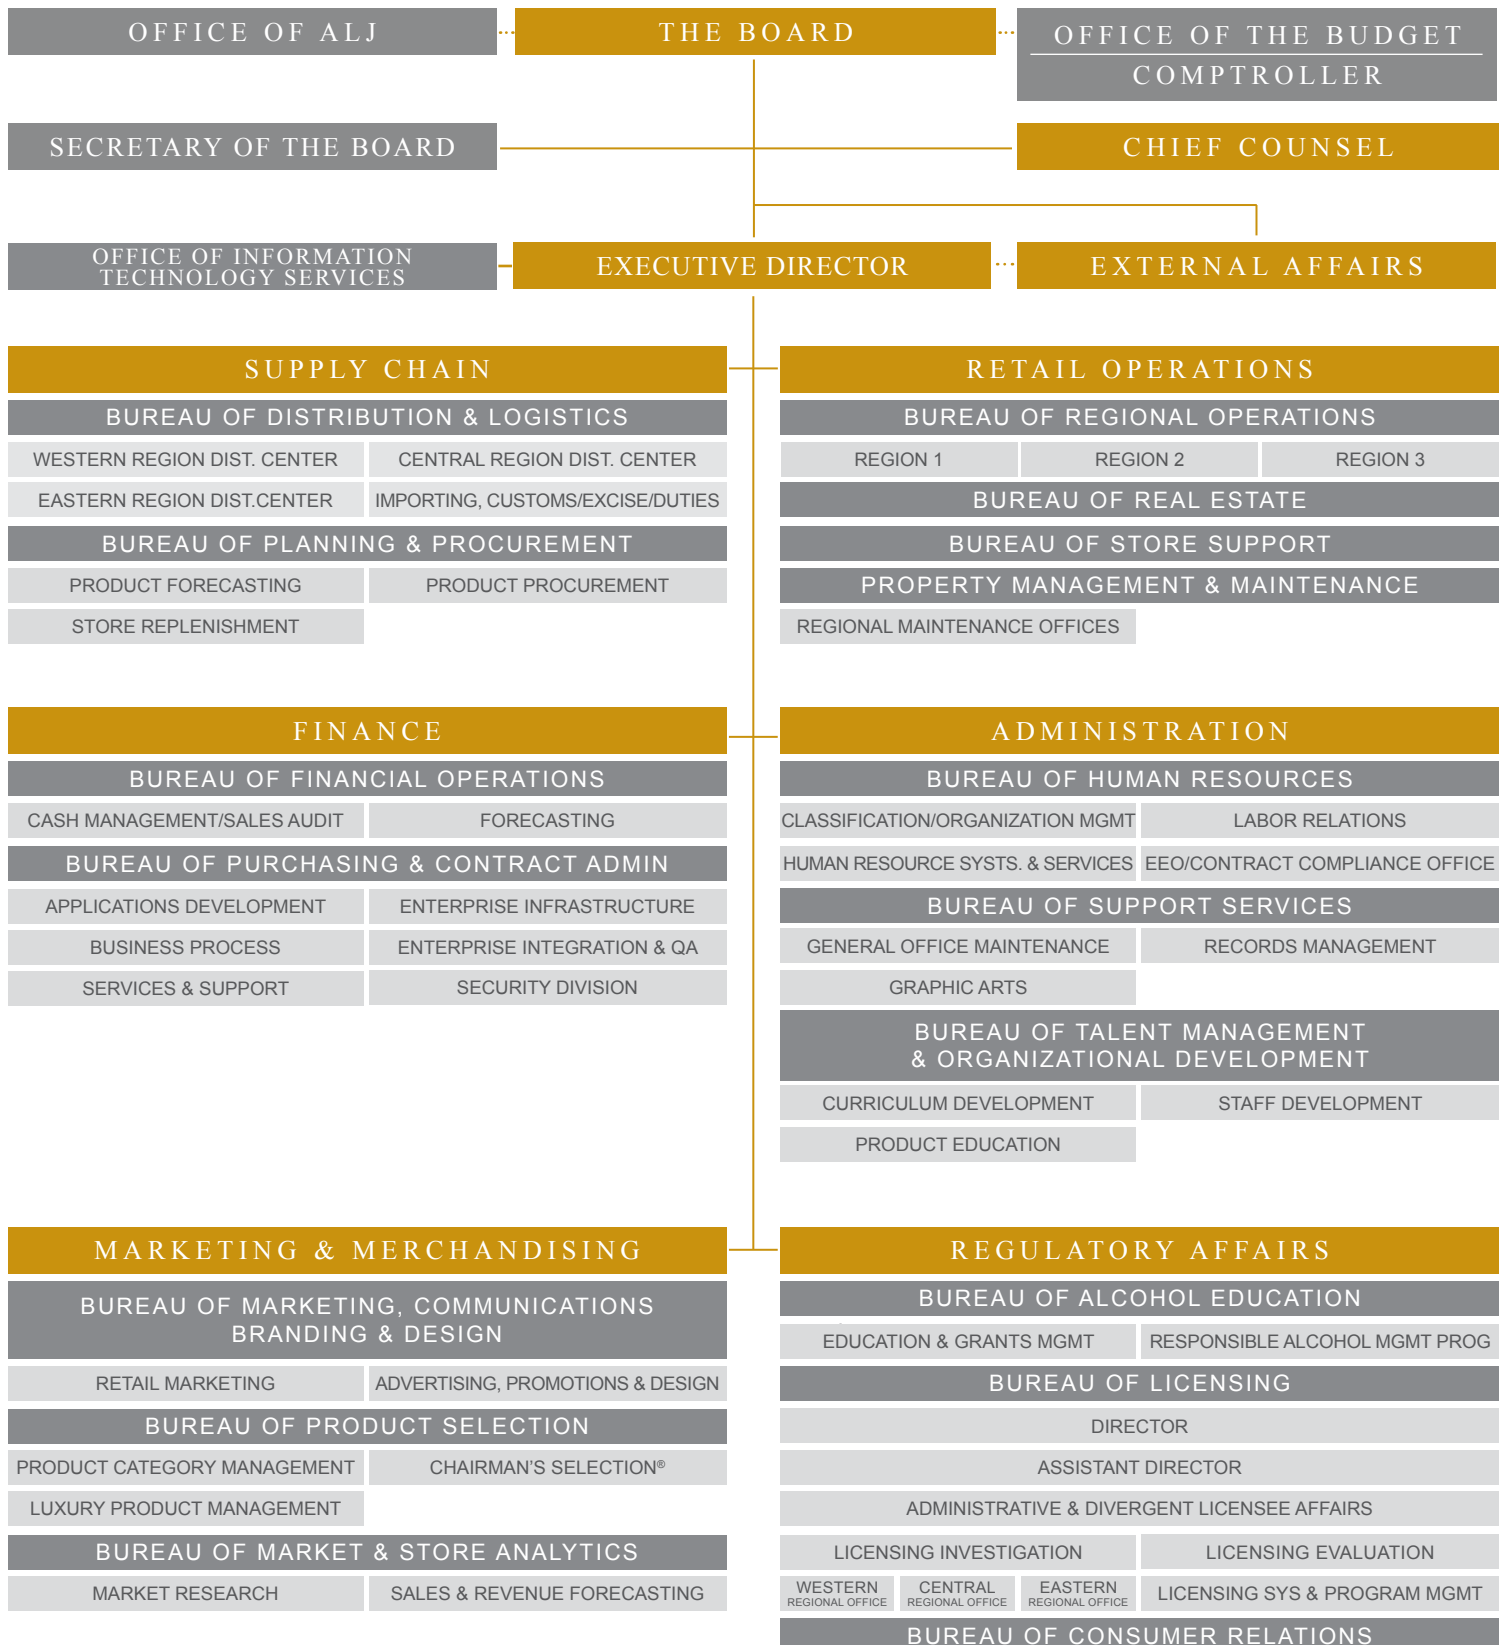 OFFICE OF ALJ
THE BOARD
OFFICE OF THE BUDGET
COMPTROLLER
SECRETARY OF THE BOARD
CHIEF COUNSEL
OFFICE OF INFORMATION
TECHNOLOGY SERVICES
EXECUTIVE DIRECTOR
EXTERNAL AFFAIRS
SUPPLY CHAIN
BUREAU OF DISTRIBUTION & LOGISTICS
WESTERN REGION DIST. CENTER
CENTRAL REGION DIST. CENTER
EASTERN REGION DIST.CENTER
IMPORTING, CUSTOMS/EXCISE/DUTIES
BUREAU OF PLANNING & PROCUREMENT
PRODUCT FORECASTING
PRODUCT PROCUREMENT
STORE REPLENISHMENT
RETAIL OPERATIONS
BUREAU OF REGIONAL OPERATIONS
REGION 1
REGION 2
REGION 3
BUREAU OF REAL ESTATE
BUREAU OF STORE SUPPORT
PROPERTY MANAGEMENT & MAINTENANCE
REGIONAL MAINTENANCE OFFICES
FINANCE
BUREAU OF FINANCIAL OPERATIONS
CASH MANAGEMENT/SALES AUDIT
FORECASTING
BUREAU OF PURCHASING & CONTRACT ADMIN
APPLICATIONS DEVELOPMENT
ENTERPRISE INFRASTRUCTURE
BUSINESS PROCESS
ENTERPRISE INTEGRATION & QA
SERVICES & SUPPORT
SECURITY DIVISION
ADMINISTRATION
BUREAU OF HUMAN RESOURCES
CLASSIFICATION/ORGANIZATION MGMT
LABOR RELATIONS
HUMAN RESOURCE SYSTS. & SERVICES
EEO/CONTRACT COMPLIANCE OFFICE
BUREAU OF SUPPORT SERVICES
GENERAL OFFICE MAINTENANCE
RECORDS MANAGEMENT
GRAPHIC ARTS
BUREAU OF TALENT MANAGEMENT
& ORGANIZATIONAL DEVELOPMENT
CURRICULUM DEVELOPMENT
STAFF DEVELOPMENT
PRODUCT EDUCATION
MARKETING & MERCHANDISING
BUREAU OF MARKETING, COMMUNICATIONS
BRANDING & DESIGN
RETAIL MARKETING
ADVERTISING, PROMOTIONS & DESIGN
BUREAU OF PRODUCT SELECTION
PRODUCT CATEGORY MANAGEMENT
CHAIRMAN'S SELECTION®
LUXURY PRODUCT MANAGEMENT
BUREAU OF MARKET & STORE ANALYTICS
MARKET RESEARCH
SALES & REVENUE FORECASTING
REGULATORY AFFAIRS
BUREAU OF ALCOHOL EDUCATION
EDUCATION & GRANTS MGMT
RESPONSIBLE ALCOHOL MGMT PROG
BUREAU OF LICENSING
DIRECTOR
ASSISTANT DIRECTOR
ADMINISTRATIVE & DIVERGENT LICENSEE AFFAIRS
LICENSING INVESTIGATION
LICENSING EVALUATION
WESTERN
REGIONAL OFFICE
CENTRAL
REGIONAL OFFICE
EASTERN
REGIONAL OFFICE
LICENSING SYS & PROGRAM MGMT
BUREAU OF CONSUMER RELATIONS